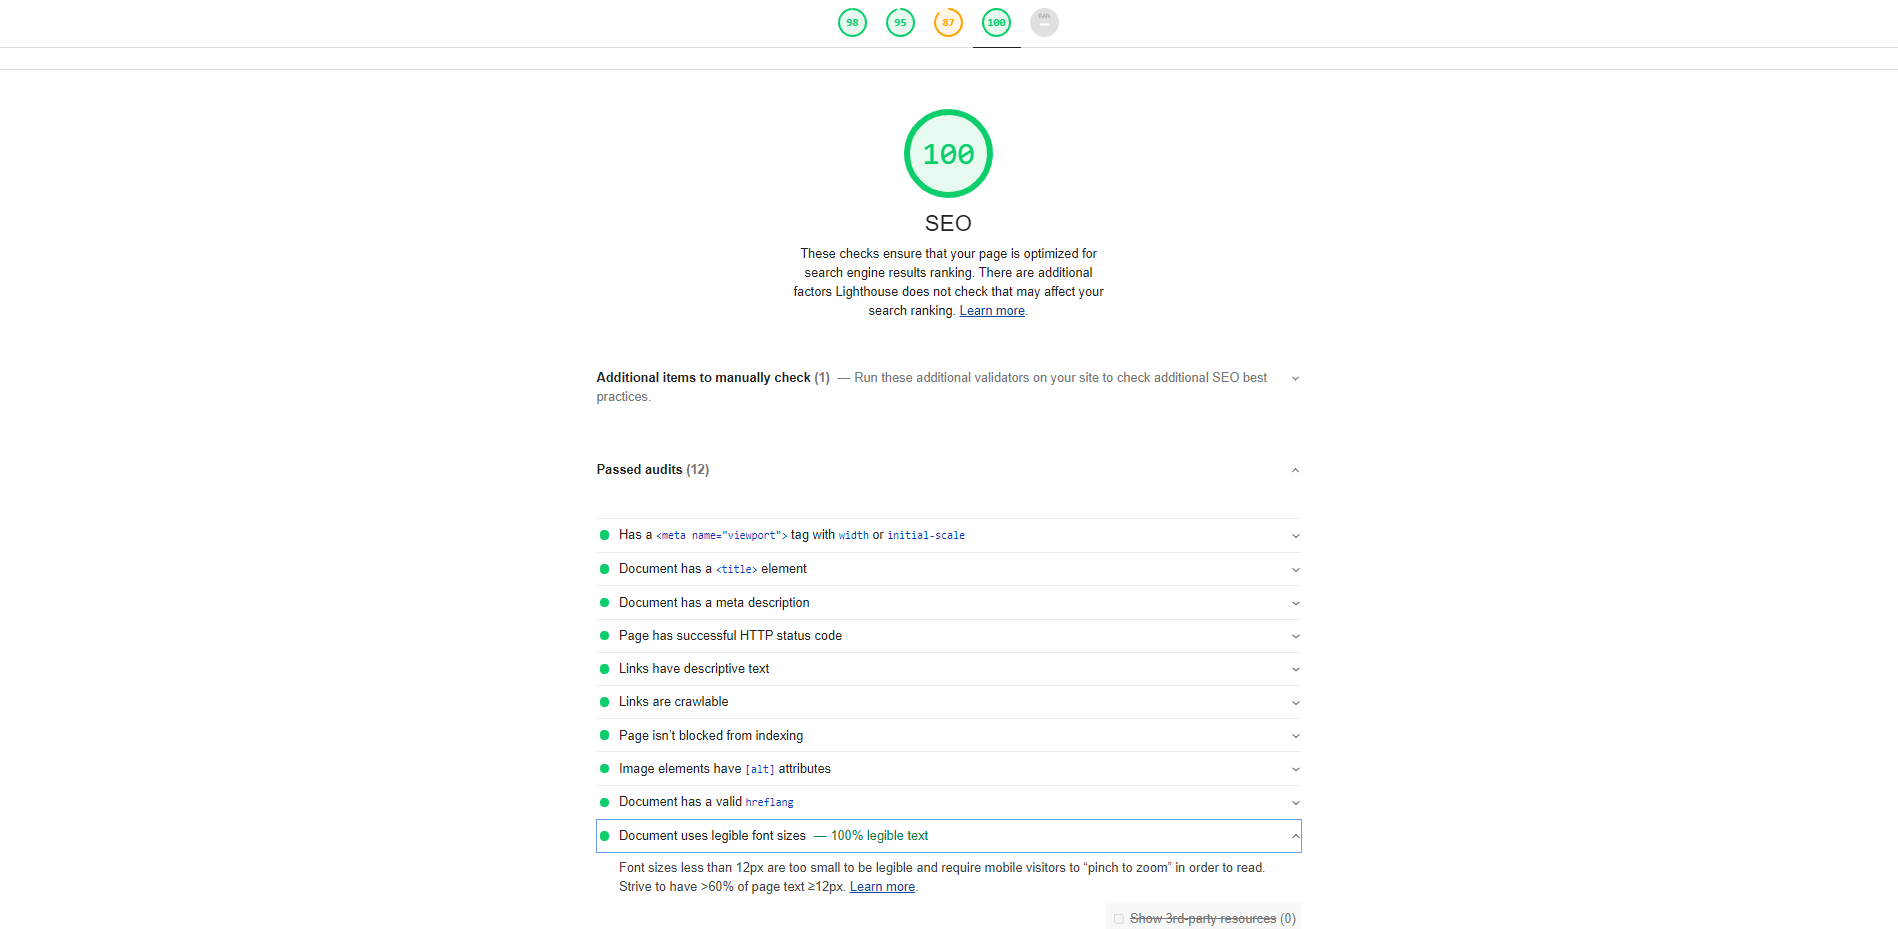 98 95 87 100 PWA
100
SEO
These checks ensure that your page is optimized for
search engine results ranking. There are additional
factors Lighthouse does not check that may affect your
search ranking. Learn more.
Additional items to manually check (1) — Run these additional validators on your site to check additional SEO best
practices.
Passed audits (12)
Has a <meta name="viewport"> tag with width or initial-scale
Document has a <title> element
Document has a meta description
Page has successful HTTP status code
Links have descriptive text
Links are crawlable
Page isn’t blocked from indexing
Image elements have [alt] attributes
Document has a valid hreflang
Document uses legible font sizes — 100% legible text
Font sizes less than 12px are too small to be legible and require mobile visitors to “pinch to zoom” in order to read.
Strive to have >60% of page text ≥12px. Learn more.
Show 3rd-party resources (0)